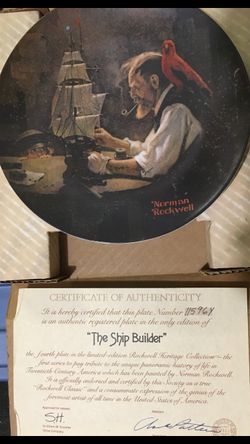 Norman
Rockwell
CERTIFICATE OF AUTHENTICITY
It is hereby certified that this plate Number
is an authentic registered plate in the only edition of
"The Ship Builder"
the fourth plate in the limited-edition Rockwell Heritage Collection— the
first series to pay tribute to the unique panoramic history of life in
Twentieth Century America which has been painted by Norman Rockwell.
It is officially endorsed and certified by this Society as a true
"Rockwell Classic" and a consummate expression of the genius of the
foremost artist of all time in the United States of America.
S.H.